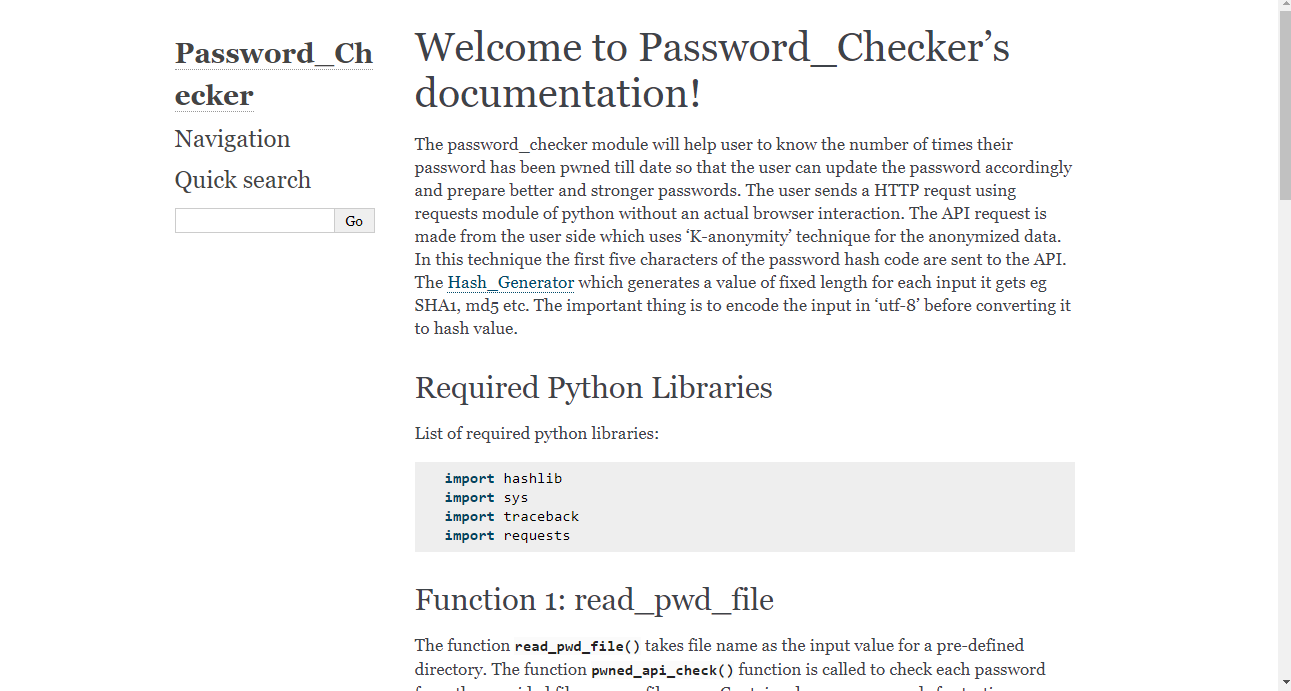 Password_Ch
ecker
Navigation
Quick search
Go
Welcome to Password_Checker’s
documentation!
The password_checker module will help user to know the number of times their
password has been pwned till date so that the user can update the password accordingly
and prepare better and stronger passwords. The user sends a HTTP requst using
requests module of python without an actual browser interaction. The API request is
made from the user side which uses ‘K-anonymity’ technique for the anonymized data.
In this technique the first five characters of the password hash code are sent to the API.
The Hash_Generator which generates a value of fixed length for each input it gets eg
SHA1, md5 etc. The important thing is to encode the input in ‘utf-8’ before converting it
to hash value.
Required Python Libraries
List of required python libraries:
import hashlib
import sys
import traceback
import requests
Function 1: read_pwd_file
The function read_pwd_file() takes file name as the input value for a pre-defined
directory. The function pwned_api_check() function is called to check each password